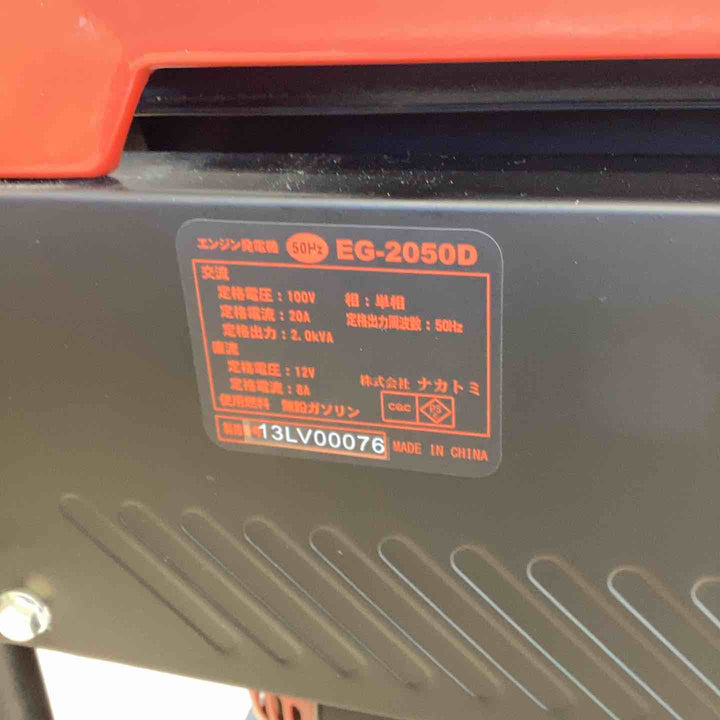 エンジン発電機 50Hz EG-2050D
交流
定格電圧：100V 相：単相
定格電流：20A 定格出力周波数：50Hz
定格出力：2.0kVA
直流
定格電圧：12V
定格電流：8A 株式会社 ナカトミ
使用燃料 無鉛ガソリン CGC PS
13LV00076 MADE IN CHINA